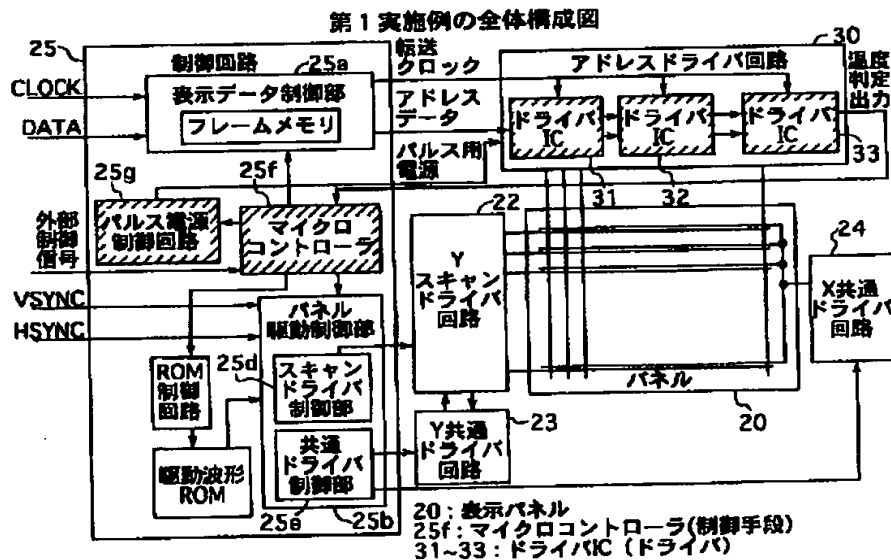 第1実施例の全体構成図
25
制御回路
25a
転送
クロック
30
CLOCK
表示データ制御部
アドレスドライバ回路
温度
判定
出力
DATA
フレームメモリ
アドレス
データ
ドライバ
IC
ドライバ
IC
ドライバ
IC
パルス用
電源
25g
25f
31
32
33
22
外部
制御
信号
パルス電源
制御回路
マイクロ
コントローラ
24
Y
スキャン
ドライバ
回路
X共通
ドライバ
回路
VSYNC
HSYNC
パネル
駆動制御部
25d
スキャン
ドライバ
制御部
パネル
ROM
制御
回路
20
23
共通
ドライバ
制御部
Y共通
ドライバ
回路
駆動波形
ROM
25e
25b
20:表示パネル
25f:マイクロコントローラ(制御手段)
31~33:ドライバIC(ドライバ)